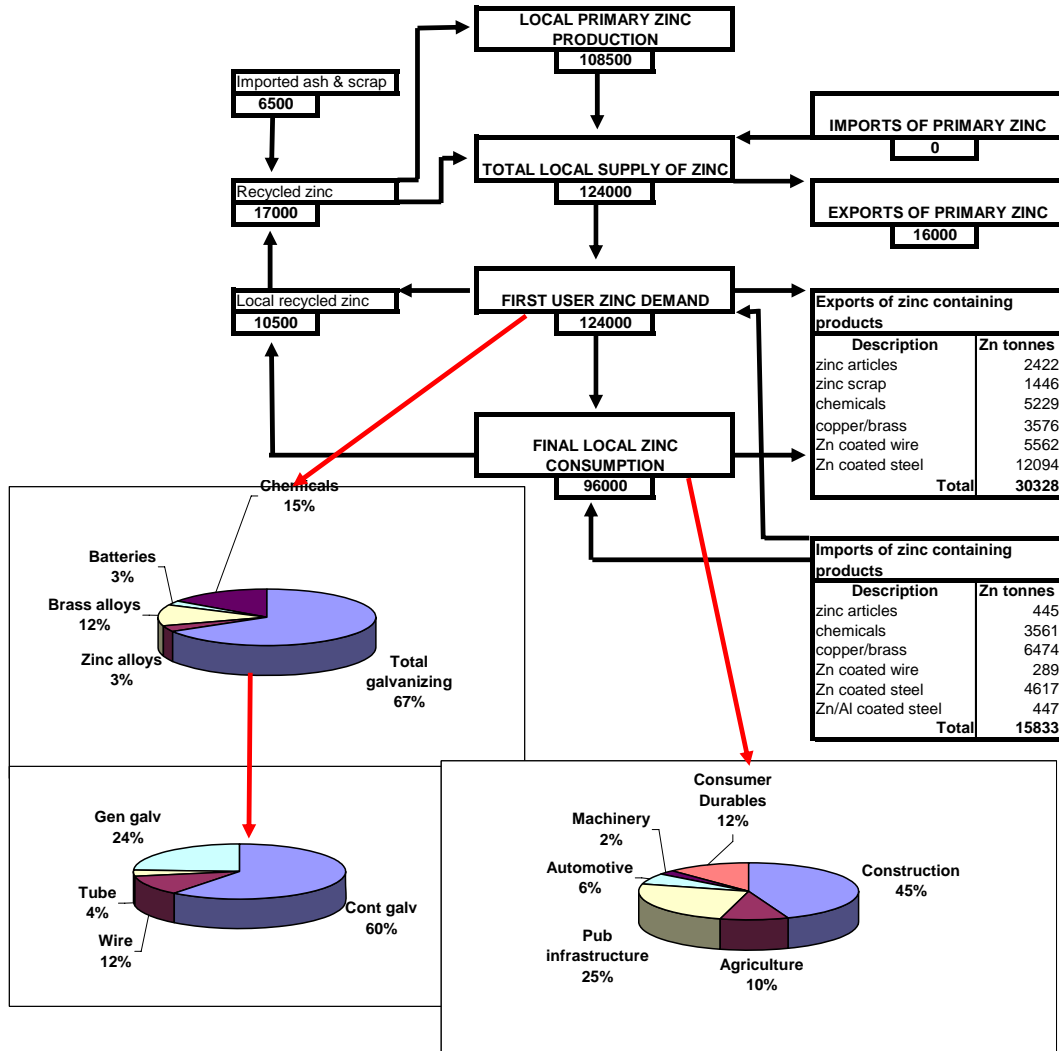 LOCAL PRIMARY ZINC
PRODUCTION
108500
Imported ash & scrap
6500
IMPORTS OF PRIMARY ZINC
0
TOTAL LOCAL SUPPLY OF ZINC
124000
Recycled zinc
17000
EXPORTS OF PRIMARY ZINC
16000
Local recycled zinc
10500
FIRST USER ZINC DEMAND
124000
Exports of zinc containing
products
Description Zn tonnes
zinc articles 2422
zinc scrap 1446
chemicals 5229
copper/brass 3576
Zn coated wire 5562
Zn coated steel 12094
Total 30328
FINAL LOCAL ZINC
CONSUMPTION
96000
Imports of zinc containing
products
Description Zn tonnes
zinc articles 445
chemicals 3561
copper/brass 6474
Zn coated wire 289
Zn coated steel 4617
Zn/Al coated steel 447
Total 15833
Chemicals
15%
Batteries
3%
Brass alloys
12%
Zinc alloys
3%
Total
galvanizing
67%
Gen galv
24%
Tube
4%
Wire
12%
Cont galv
60%
Consumer
Durables
12%
Machinery
2%
Automotive
6%
Construction
45%
Pub
infrastructure
25%
Agriculture
10%